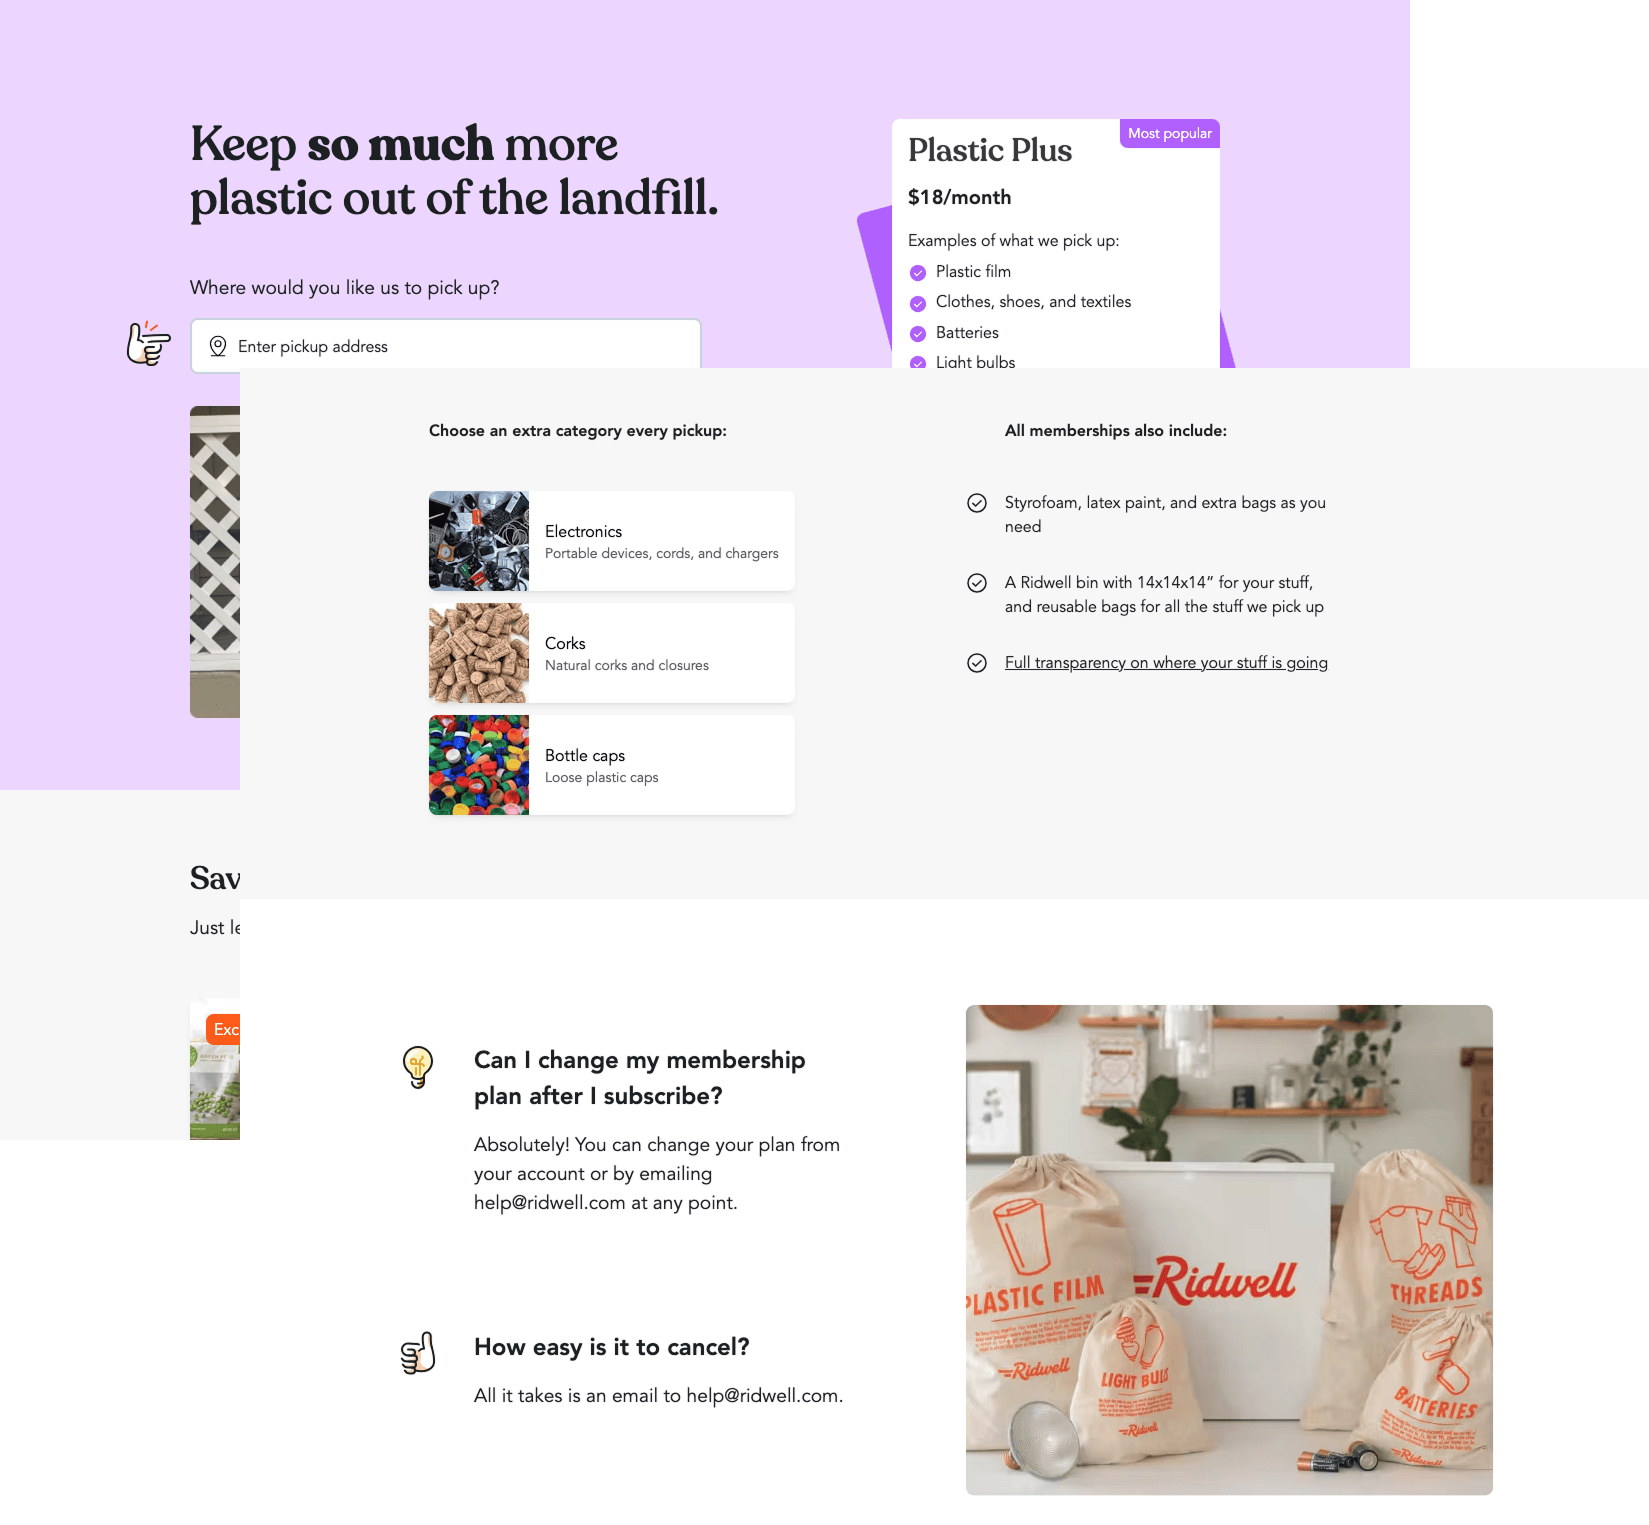 Keep so much more
plastic out of the landfill.
Where would you like us to pick up?
Enter pickup address
Most popular
Plastic Plus
$18/month
Examples of what we pick up:
Plastic film
Clothes, shoes, and textiles
Batteries
Light bulbs
Choose an extra category every pickup:
Electronics
Portable devices, cords, and chargers
Corks
Natural corks and closures
Bottle caps
Loose plastic caps
All memberships also include:
Styrofoam, latex paint, and extra bags as you
need
A Ridwell bin with 14x14x14” for your stuff,
and reusable bags for all the stuff we pick up
Full transparency on where your stuff is going
Sav
Just le
Exc
GREEN PEAS
Can I change my membership
plan after I subscribe?
Absolutely! You can change your plan from
your account or by emailing
help@ridwell.com at any point.
How easy is it to cancel?
All it takes is an email to help@ridwell.com.
Ridwell
PLASTIC FILM
Ridwell
LIGHT BULB
Ridwell
THREADS
BATTERIES
Ridwell